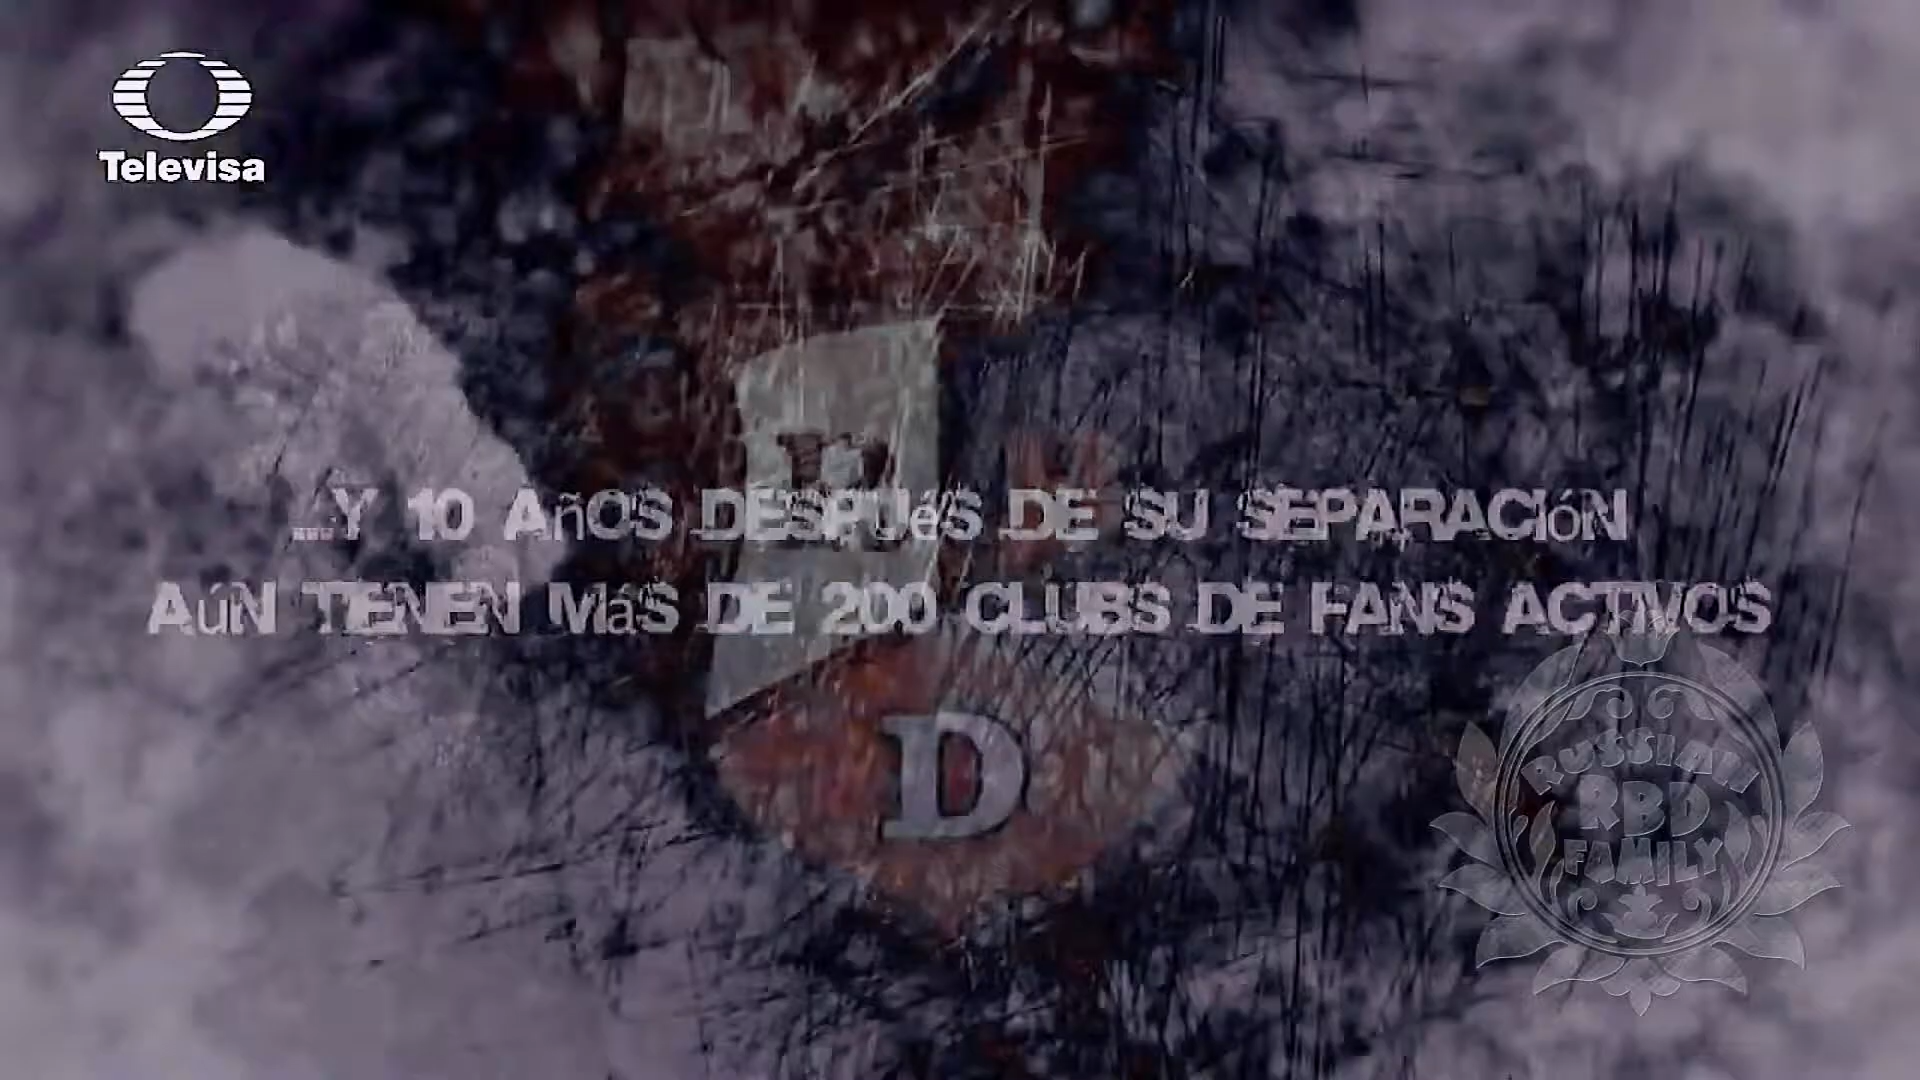 Televisa
...Y 10 AñOS DESPUéS DE SU SEPARACIóN
AúN TIENEN MáS DE 200 CLUBS DE FANS ACTIVOS
D
RUSSIAN
RBD
FAMILY